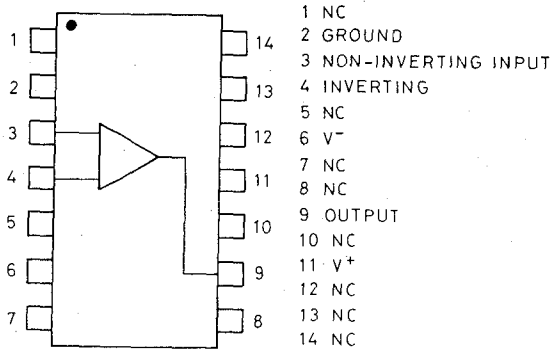 1
2
3
4
5
6
7
14
13
12
11
10
9
8
1 NC
2 GROUND
3 NON-INVERTING INPUT
4 INVERTING
5 NC
6 V-
7 NC
8 NC
9 OUTPUT
10 NC
11 V+
12 NC
13 NC
14 NC